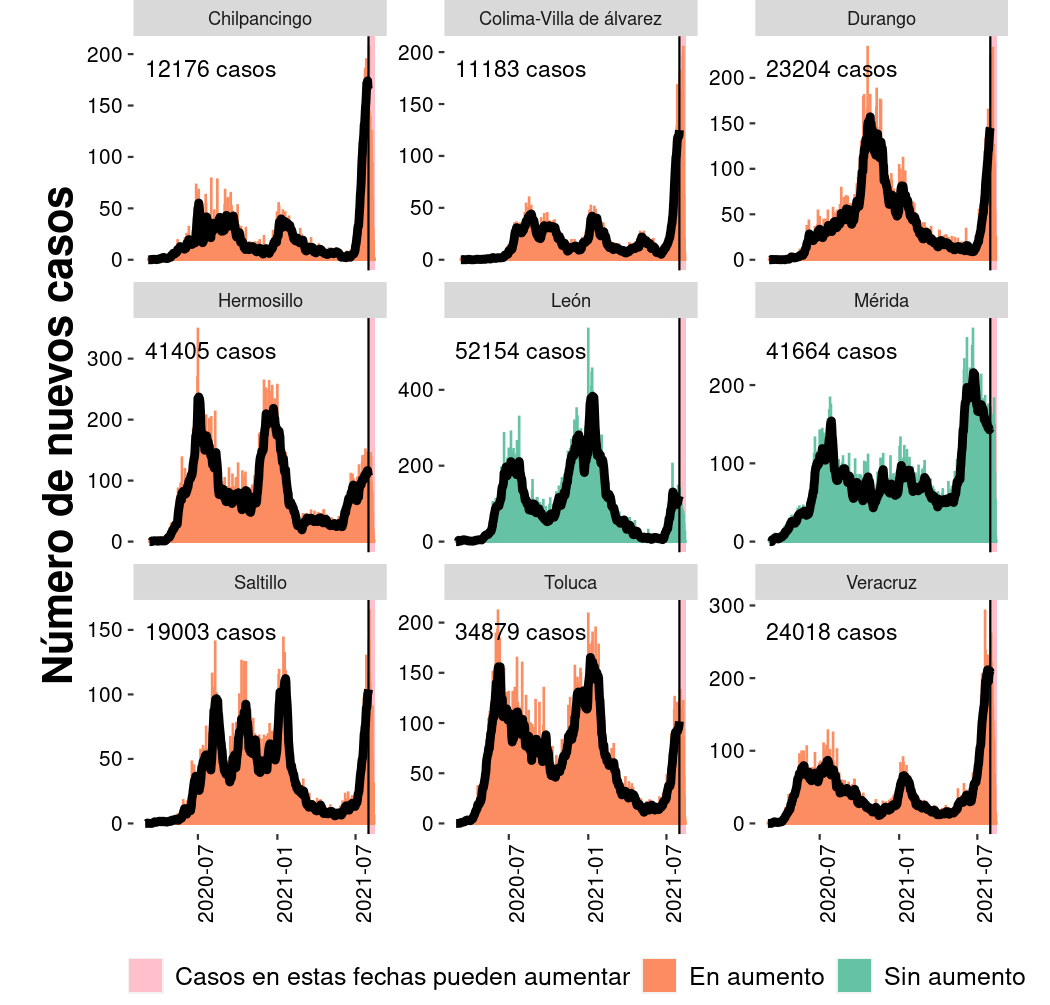 Número de nuevos casos
Chilpancingo
12176 casos
200
150
100
50
0
Colima-Villa de álvarez
11183 casos
200
150
100
50
0
Durango
23204 casos
200
150
100
50
0
Hermosillo
41405 casos
300
200
100
0
León
52154 casos
400
200
0
Mérida
41664 casos
200
100
0
Saltillo
19003 casos
150
100
50
0
2020-07
2021-01
2021-07
Toluca
34879 casos
200
150
100
50
0
2020-07
2021-01
2021-07
Veracruz
24018 casos
300
200
100
0
2020-07
2021-01
2021-07
Casos en estas fechas pueden aumentar
En aumento
Sin aumento